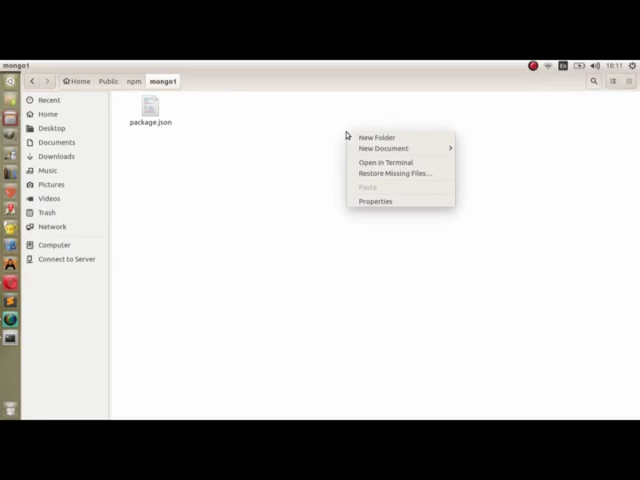 mongo1
En
18:11
Home
Public
npm
mongo1
Recent
Home
Desktop
Documents
Downloads
Music
Pictures
Videos
Trash
Network
Computer
Connect to Server
package.json
New Folder
New Document
Open in Terminal
Restore Missing Files...
Paste
Properties